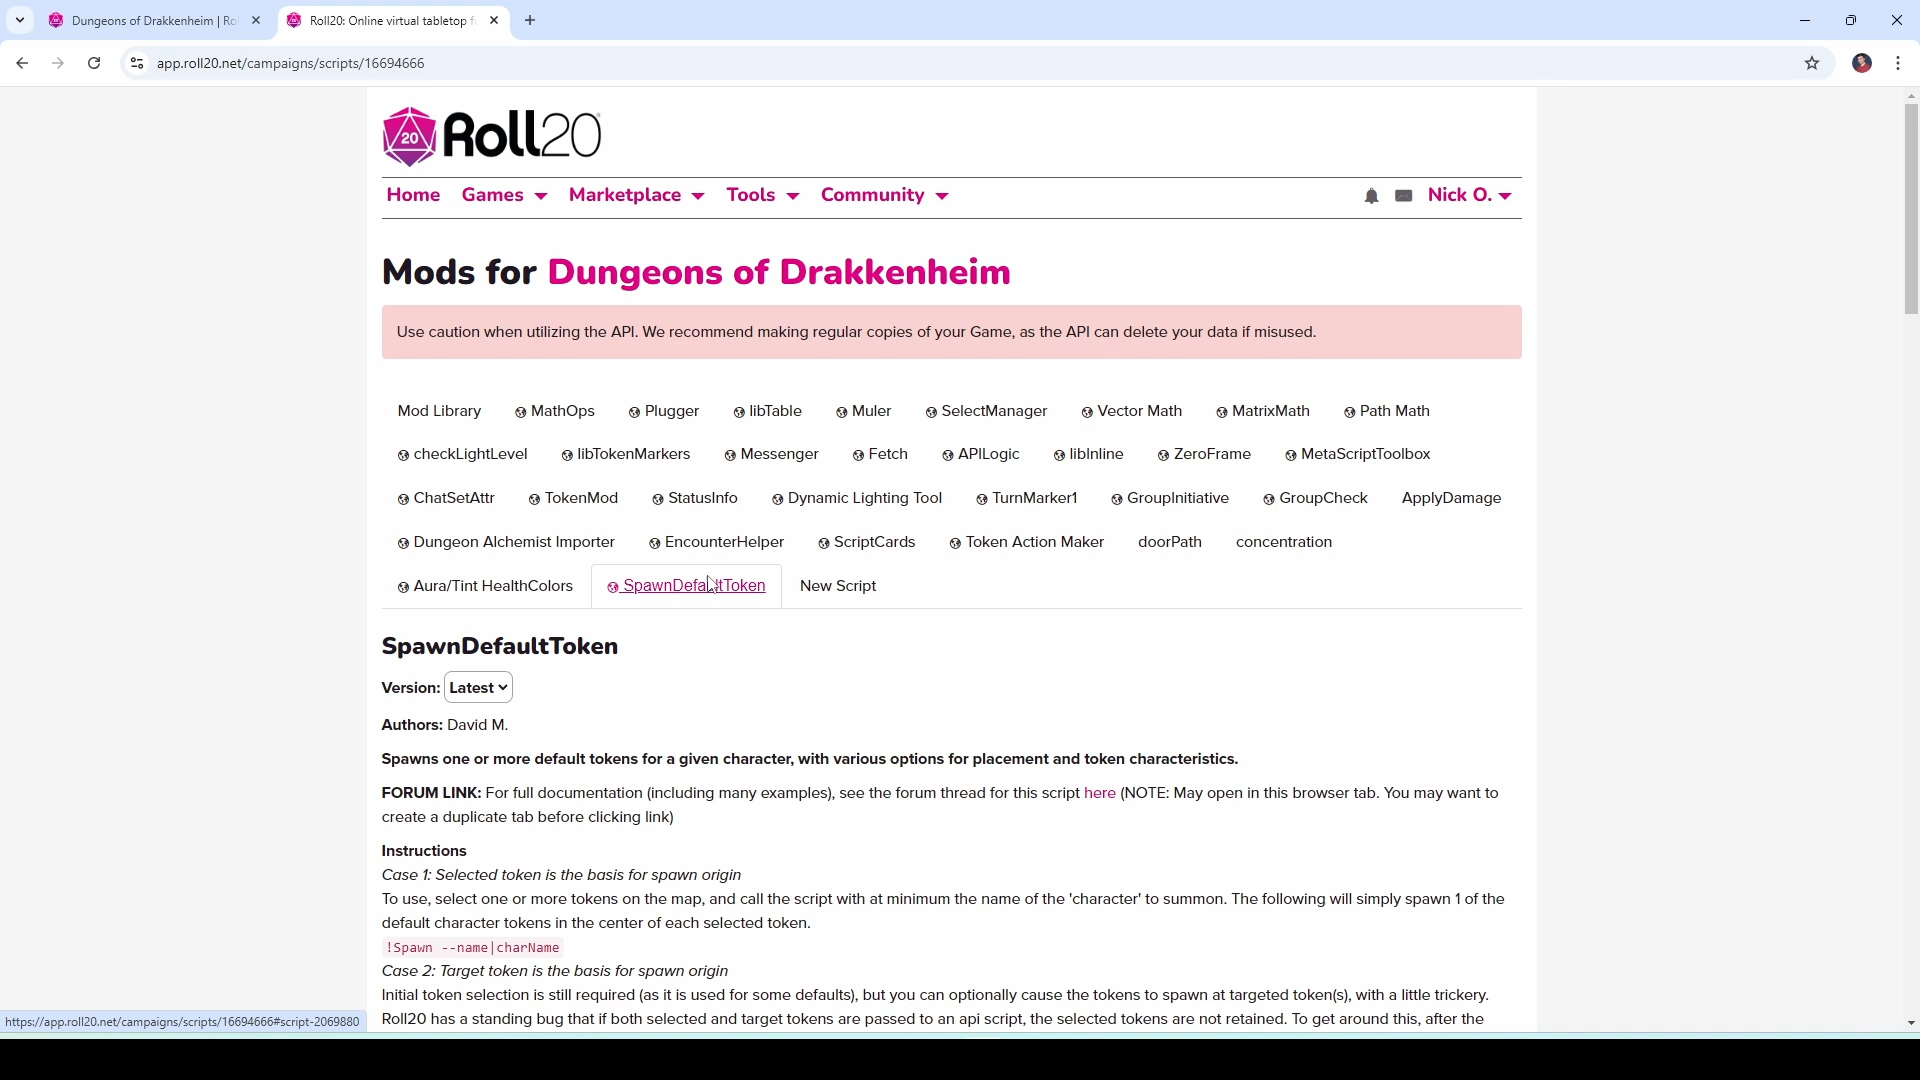 Dungeons of Drakkenheim | Ro
Roll20: Online virtual tabletop f
app.roll20.net/campaigns/scripts/16694666
20 Roll20
Home Games Marketplace Tools Community Nick O.
Mods for Dungeons of Drakkenheim
Use caution when utilizing the API. We recommend making regular copies of your Game, as the API can delete your data if misused.
Mod Library MathOps Plugger libTable Muler SelectManager Vector Math MatrixMath Path Math
checkLightLevel libTokenMarkers Messenger Fetch APILogic libInline ZeroFrame MetaScriptToolbox
ChatSetAttr TokenMod StatusInfo Dynamic Lighting Tool TurnMarker1 GroupInitiative GroupCheck ApplyDamage
Dungeon Alchemist Importer EncounterHelper ScriptCards Token Action Maker doorPath concentration
Aura/Tint HealthColors SpawnDefaultToken New Script
SpawnDefaultToken
Version: Latest
Authors: David M.
Spawns one or more default tokens for a given character, with various options for placement and token characteristics.
FORUM LINK: For full documentation (including many examples), see the forum thread for this script here (NOTE: May open in this browser tab. You may want to
create a duplicate tab before clicking link)
Instructions
Case 1: Selected token is the basis for spawn origin
To use, select one or more tokens on the map, and call the script with at minimum the name of the 'character' to summon. The following will simply spawn 1 of the
default character tokens in the center of each selected token.
!Spawn --name|charName
Case 2: Target token is the basis for spawn origin
Initial token selection is still required (as it is used for some defaults), but you can optionally cause the tokens to spawn at targeted token(s), with a little trickery.
Roll20 has a standing bug that if both selected and target tokens are passed to an api script, the selected tokens are not retained. To get around this, after the
https://app.roll20.net/campaigns/scripts/16694666#script-2069880